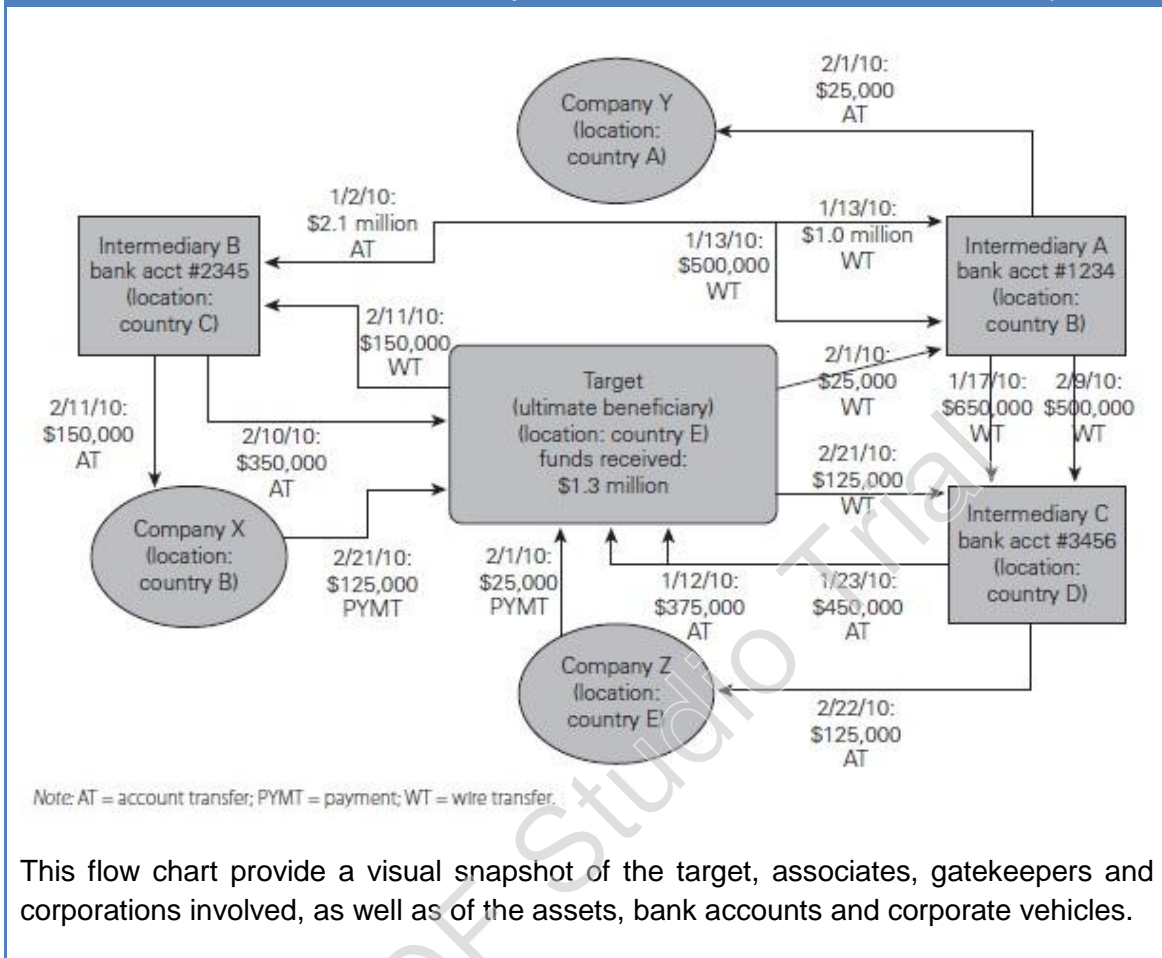 2/1/10:
$25,000
AT
Company Y
(location:
country A)
1/2/10:
$2.1 million
AT
1/13/10:
$1.0 million
WT
1/13/10:
$500,000
WT
Intermediary B
bank acct #2345
(location:
country C)
Intermediary A
bank acct #1234
(location:
country B)
2/11/10:
$150,000
WT
Target
(ultimate beneficiary)
(location: country E)
funds received:
$1.3 million
2/1/10:
$25,000
WT
1/17/10:
$650,000
WT
2/9/10:
$500,000
WT
2/11/10:
$150,000
AT
2/10/10:
$350,000
AT
2/21/10:
$125,000
WT
Company X
(location:
country B)
Intermediary C
bank acct #3456
(location:
country D)
2/21/10:
$125,000
PYMT
2/1/10:
$25,000
PYMT
1/12/10:
$375,000
AT
1/23/10:
$450,000
AT
Company Z
(location:
country E)
2/22/10:
$125,000
AT
Note: AT = account transfer; PYMT = payment; WT = wire transfer.
This flow chart provide a visual snapshot of the target, associates, gatekeepers and
corporations involved, as well as of the assets, bank accounts and corporate vehicles.
DF Studio Trial